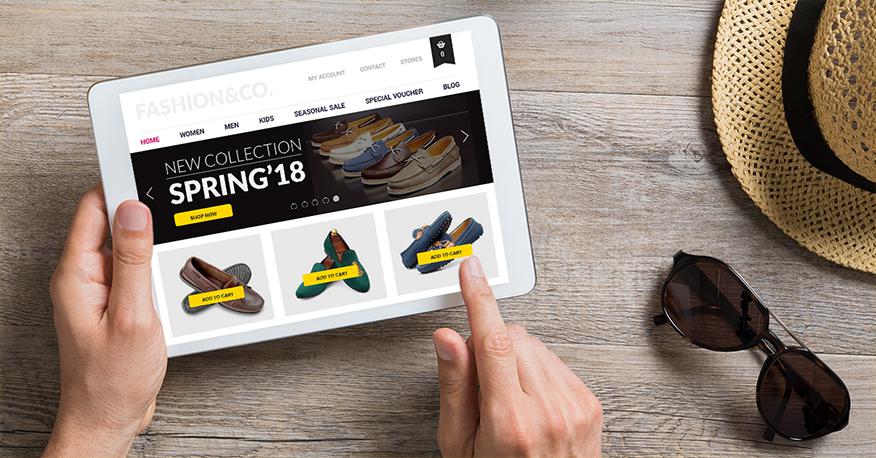 FASHION&CO.
MY ACCOUNT
CONTACT
STORES
0
HOME
WOMEN
MEN
KIDS
SEASONAL SALE
SPECIAL VOUCHER
BLOG
NEW COLLECTION
SPRING'18
SHOP NOW
ADD TO CART
ADD TO CART
ADD TO CART